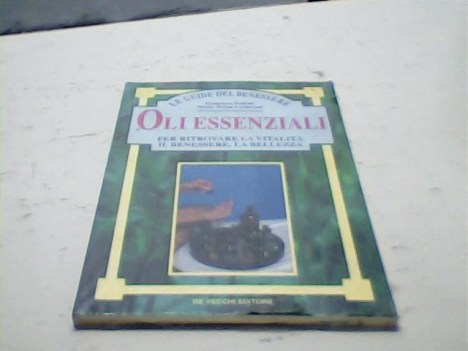 LE GUIDE DEL BENESSERE
OLI ESSENZIALI
PER RITROVARE LA VITALITÀ
IL BENESSERE, LA BELLEZZA
DE VECCHI EDITORE